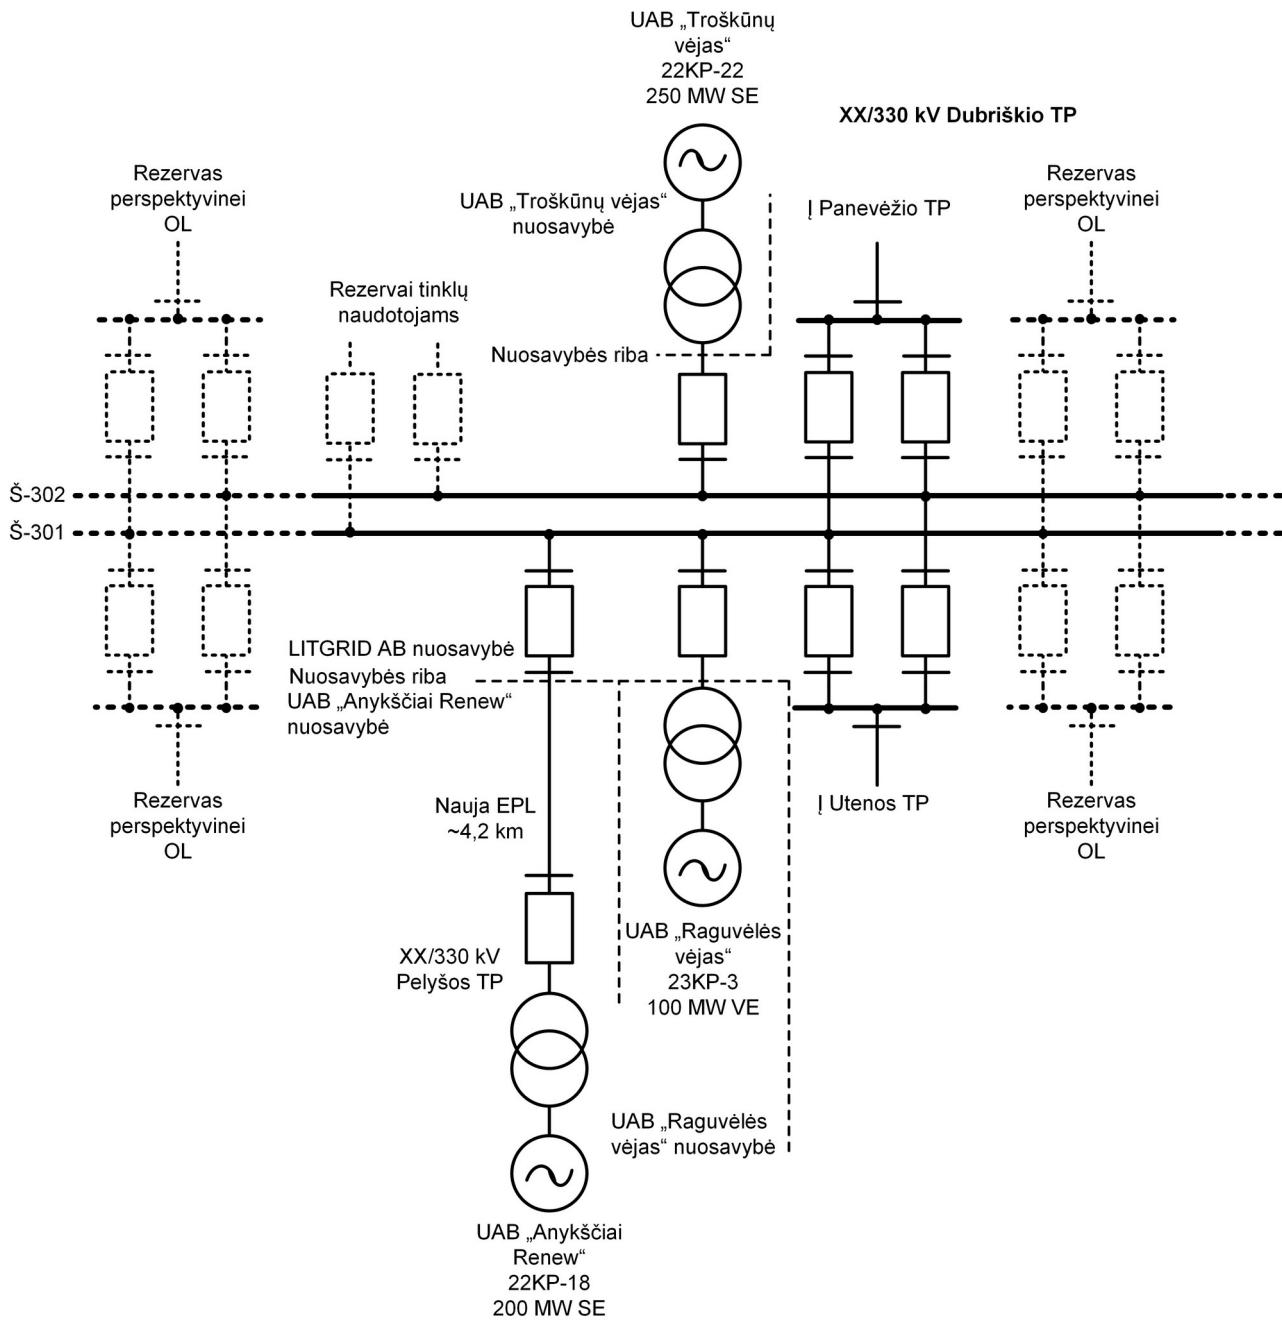 UAB „Troškūnų
vėjas“
22KP-22
250 MW SE
XX/330 kV Dubriškio TP
Rezervas
perspektyvinei
OL
UAB „Troškūnų vėjas“
nuosavybė
Į Panevėžio TP
Rezervas
perspektyvinei
OL
Rezervai tinklų
naudotojams
Nuosavybės riba
Š-302
Š-301
LITGRID AB nuosavybė
Nuosavybės riba
UAB „Anykščiai Renew“
nuosavybė
Rezervas
perspektyvinei
OL
Nauja EPL
~4,2 km
Į Utenos TP
Rezervas
perspektyvinei
OL
UAB „Raguvėlės
vėjas“
23KP-3
100 MW VE
XX/330 kV
Pelyšos TP
UAB „Raguvėlės
vėjas“ nuosavybė
UAB „Anykščiai
Renew“
22KP-18
200 MW SE